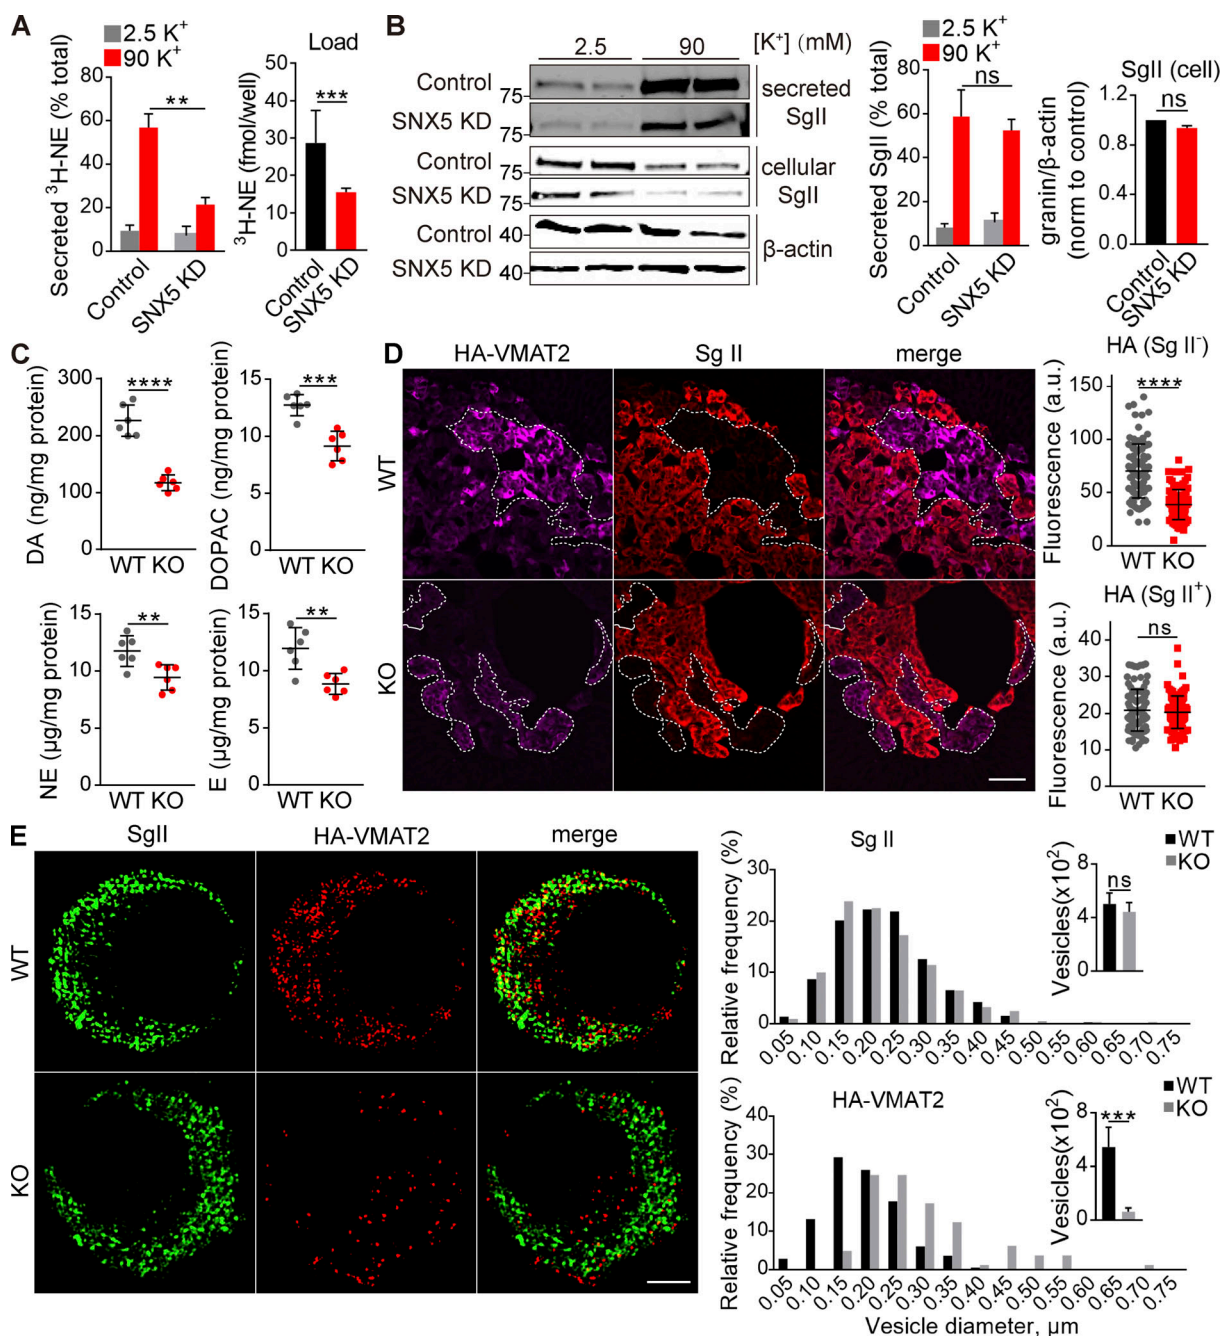 A
2.5 K+
90 K+
Secreted ³H-NE (% total)
60
40
20
0
**
Control
SNX5 KD
Load
³H-NE (fmol/well)
50
40
30
20
10
0
***
Control
SNX5 KD
B
2.5
90
[K+] (mM)
Control
75
SNX5 KD
75
secreted
SgII
Control
SNX5 KD
cellular
SgII
Control
40
SNX5 KD
40
β-actin
2.5 K+
90 K+
Secreted SgII (% total)
80
60
40
20
0
ns
Control
SNX5 KD
SgII (cell)
granin/β-actin
(norm to control)
1.2
0.8
0.4
0.0
ns
Control
SNX5 KD
C
DA (ng/mg protein)
300
200
100
0
****
WT KO
DOPAC (ng/mg protein)
15
10
5
0
***
WT KO
NE (µg/mg protein)
15
10
5
0
**
WT KO
E (µg/mg protein)
15
10
5
0
**
WT KO
D
HA-VMAT2
Sg II
merge
WT
KO
HA (Sg II⁻)
Fluorescence (a.u.)
150
100
50
0
****
WT KO
HA (Sg II⁺)
Fluorescence (a.u.)
40
30
20
10
0
ns
WT KO
E
SgII
HA-VMAT2
merge
WT
KO
Sg II
Relative frequency (%)
30
20
10
0
0.05
0.10
0.15
0.20
0.25
0.30
0.35
0.40
0.45
0.50
0.55
0.60
0.65
0.70
0.75
WT
KO
Vesicles(x10²)
8
4
0
ns
HA-VMAT2
Relative frequency (%)
40
30
20
10
0
0.05
0.10
0.15
0.20
0.25
0.30
0.35
0.40
0.45
0.50
0.55
0.60
0.65
0.70
0.75
Vesicle diameter, µm
WT
KO
Vesicles(x10²)
8
4
0
***